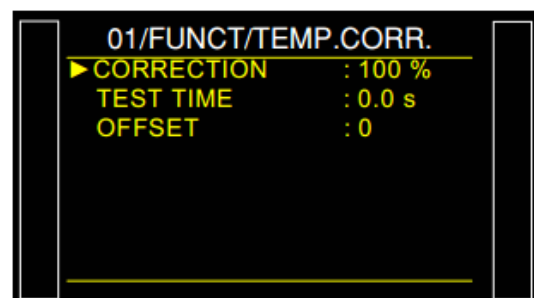 01/FUNCT/TEMP.CORR.
►CORRECTION : 100 %
TEST TIME : 0.0 s
OFFSET : 0